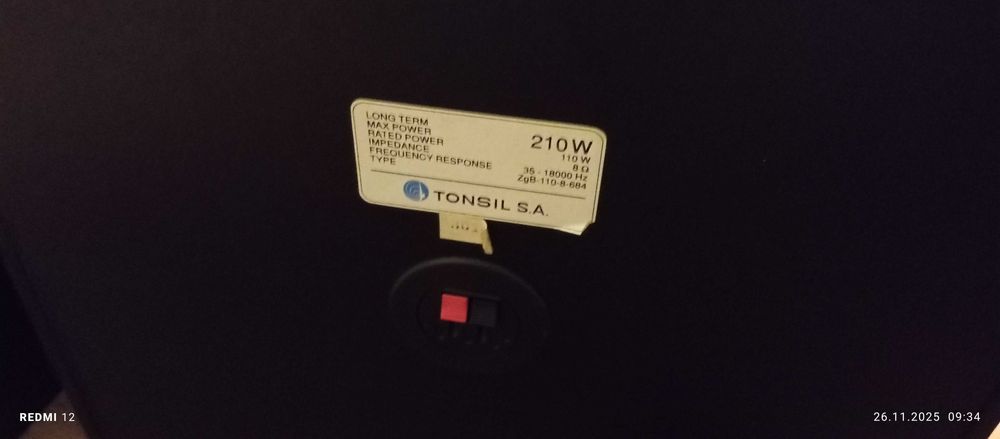 LONG TERM
MAX POWER 210W
RATED POWER 110 W
IMPEDANCE 8 Ω
FREQUENCY RESPONSE 35 - 18000 Hz
TYPE ZgB-110-8-684
TONSIL S.A.
REDMI 12
26.11.2025 09:34